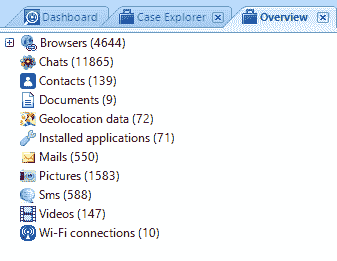 Dashboard Case Explorer Overview
Browsers (4644)
Chats (11865)
Contacts (139)
Documents (9)
Geolocation data (72)
Installed applications (71)
Mails (550)
Pictures (1583)
Sms (588)
Videos (147)
Wi-Fi connections (10)